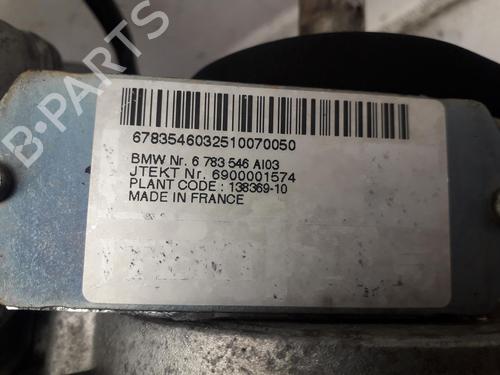 B-PARTS
6783546032510070050
BMW Nr. 6 783 546 AI03
JTEKT Nr. 6900001574
PLANT CODE : 138369-10
MADE IN FRANCE